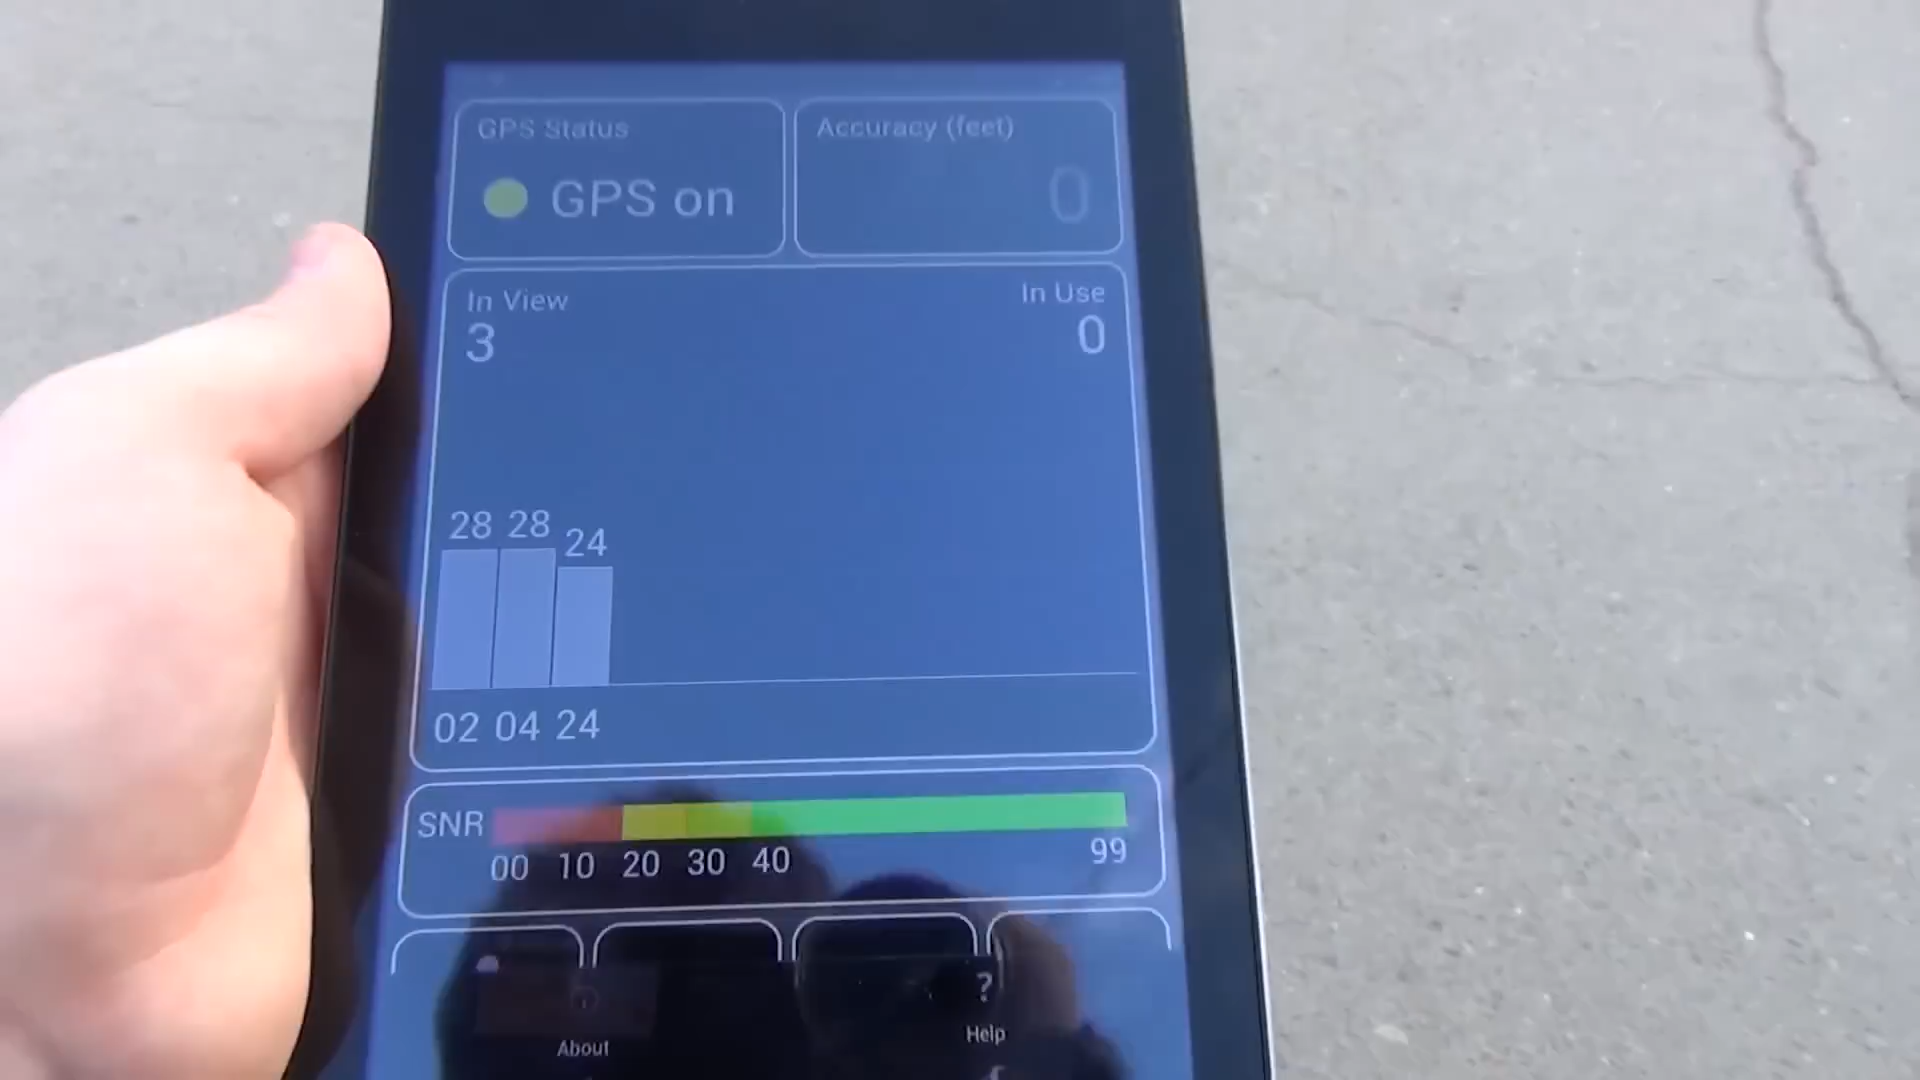 GPS Status
GPS on
Accuracy (feet)
0
In View
3
In Use
0
28 28 24
02 04 24
SNR
00 10 20 30 40 99
?
About
Help